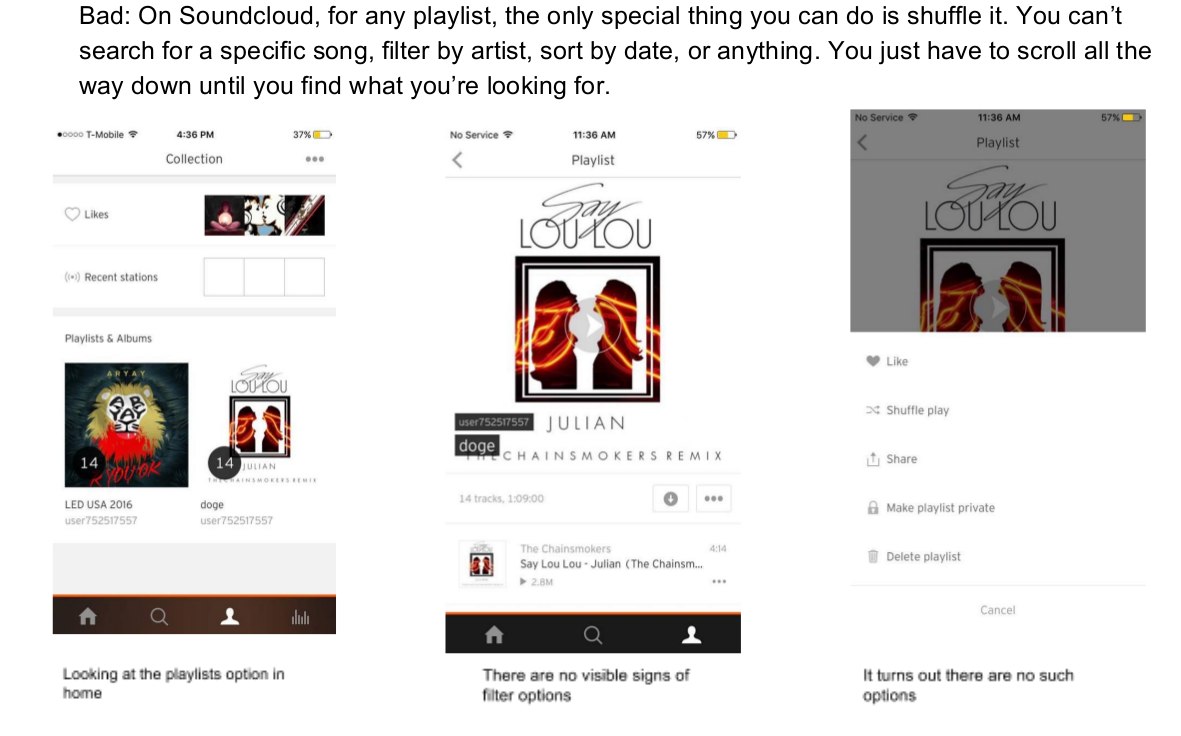 Bad: On Soundcloud, for any playlist, the only special thing you can do is shuffle it. You can’t
search for a specific song, filter by artist, sort by date, or anything. You just have to scroll all the
way down until you find what you’re looking for.
T-Mobile 4:36 PM 37%
Collection
Likes
Recent stations
Playlists & Albums
ARYAY
14
LED USA 2016
user752517557
Say
LOU LOU
14 JULIAN
THE CHAINSMOKERS REMIX
doge
user752517557
Looking at the playlists option in
home
No Service 11:36 AM 57%
Playlist
Say
LOU LOU
user752517557 JULIAN
doge
THE CHAINSMOKERS REMIX
14 tracks, 1:09:00
The Chainsmokers 4:14
Say Lou Lou - Julian (The Chainsm...
2.8M
There are no visible signs of
filter options
No Service 11:36 AM 57%
Playlist
Say
LOU LOU
Like
Shuffle play
Share
Make playlist private
Delete playlist
Cancel
It turns out there are no such
options